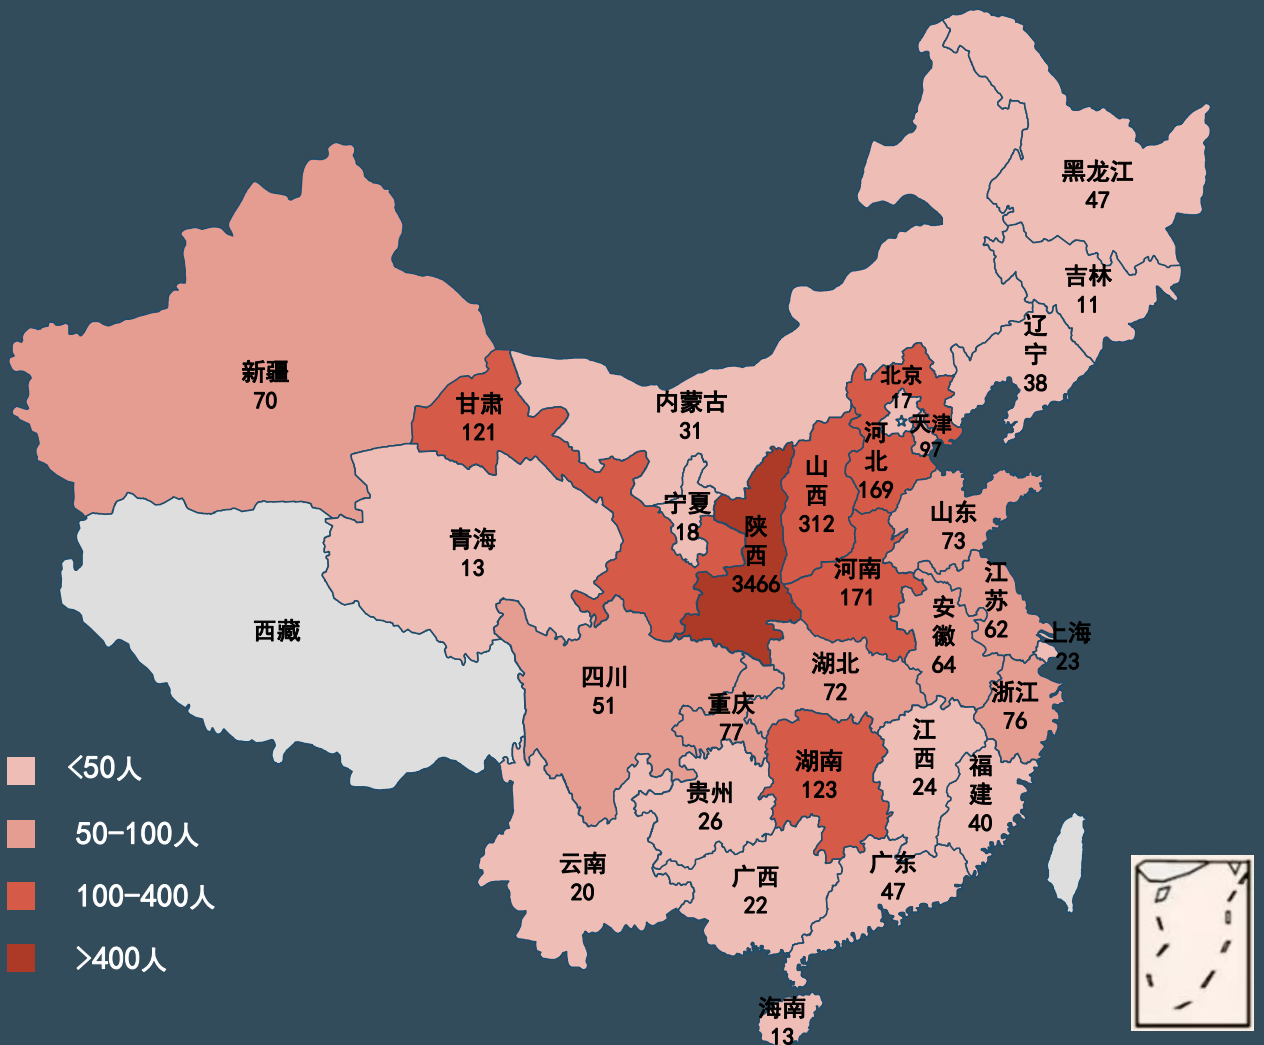 黑龙江
47
吉林
11
辽
宁
38
新疆
70
甘肃
121
内蒙古
31
北京
17
天津
97
河
北
169
山
西
312
宁夏
18
陕
西
3466
山东
73
青海
13
河南
171
江
苏
62
安
徽
64
上海
23
西藏
四川
51
湖北
72
重庆
77
浙江
76
江
西
24
湖南
123
福
建
40
贵州
26
云南
20
广西
22
广东
47
海南
13
<50人
50-100人
100-400人
>400人